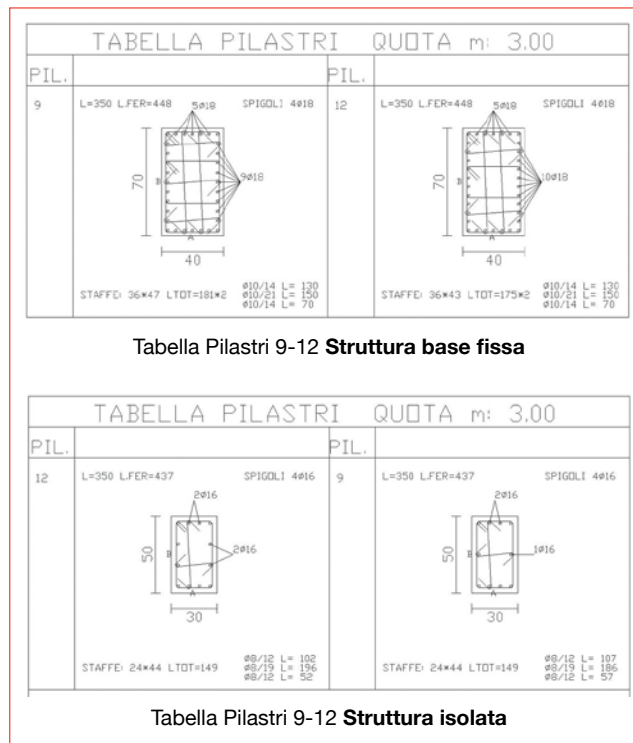 TABELLA PILASTRI QUOTA m: 3.00
PIL. PIL.
9 L=350 L.FER=448 SPIGOLI 4ø18
5ø18
70
B
9ø18
A
40
STAFFE: 36*47 LTOT=181*2
ø10/14 L= 130
ø10/21 L= 150
ø10/14 L= 70
12 L=350 L.FER=448 SPIGOLI 4ø18
5ø18
70
B
10ø18
A
40
STAFFE: 36*43 LTOT=175*2
ø10/14 L= 130
ø10/21 L= 150
ø10/14 L= 70
Tabella Pilastri 9-12 Struttura base fissa
TABELLA PILASTRI QUOTA m: 3.00
PIL. PIL.
12 L=350 L.FER=437 SPIGOLI 4ø16
2ø16
50
B
2ø16
A
30
STAFFE: 24*44 LTOT=149
ø8/12 L= 102
ø8/19 L= 196
ø8/12 L= 52
9 L=350 L.FER=437 SPIGOLI 4ø16
2ø16
50
B
1ø16
A
30
STAFFE: 24*44 LTOT=149
ø8/12 L= 107
ø8/19 L= 186
ø8/12 L= 57
Tabella Pilastri 9-12 Struttura isolata